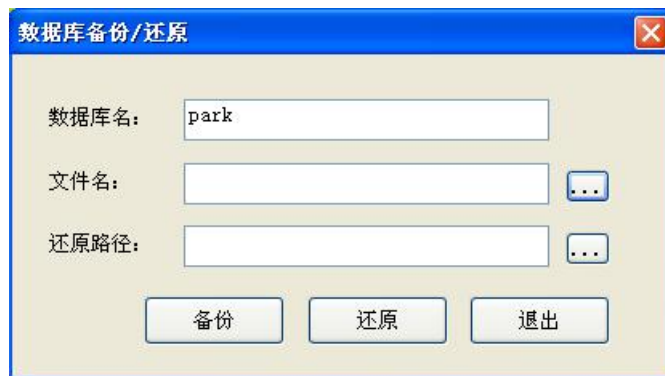 数据库备份/还原
数据库名: park
文件名: ...
还原路径: ...
备份 还原 退出